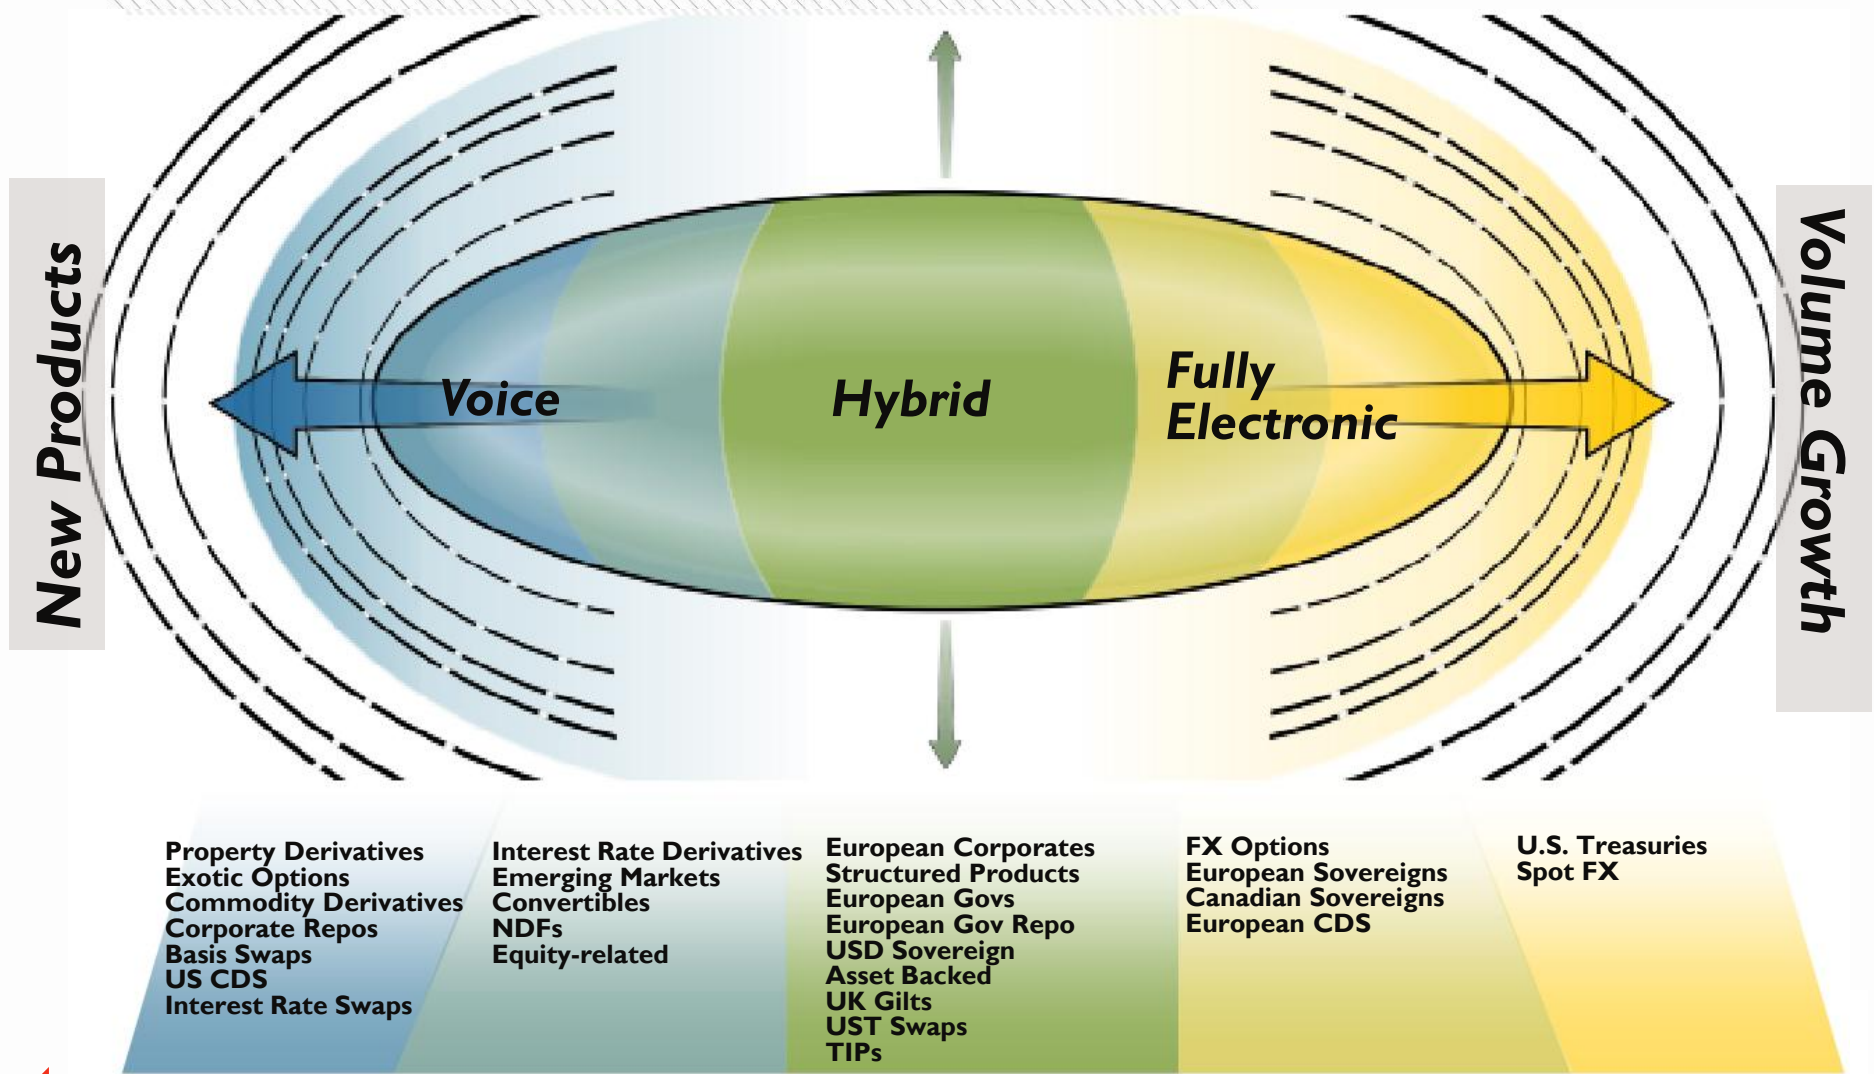 New Products
Voice
Hybrid
Fully
Electronic
Volume Growth
Property Derivatives
Exotic Options
Commodity Derivatives
Corporate Repos
Basis Swaps
US CDS
Interest Rate Swaps
Interest Rate Derivatives
Emerging Markets
Convertibles
NDFs
Equity-related
European Corporates
Structured Products
European Govs
European Gov Repo
USD Sovereign
Asset Backed
UK Gilts
UST Swaps
TIPs
FX Options
European Sovereigns
Canadian Sovereigns
European CDS
U.S. Treasuries
Spot FX